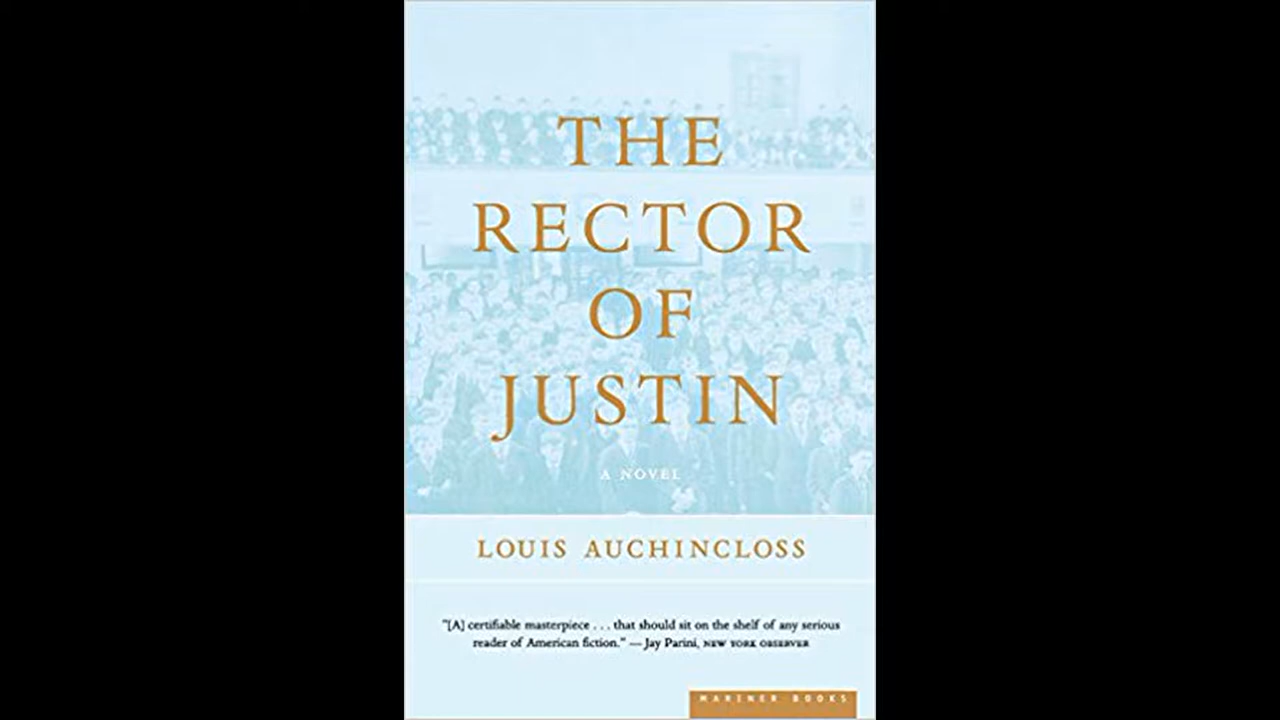 THE
RECTOR
OF
JUSTIN
A NOVEL
LOUIS AUCHINCLOSS
"[A] certifiable masterpiece . . . that should sit on the shelf of any serious
reader of American fiction." — Jay Parini, NEW YORK OBSERVER
MARINER BOOKS